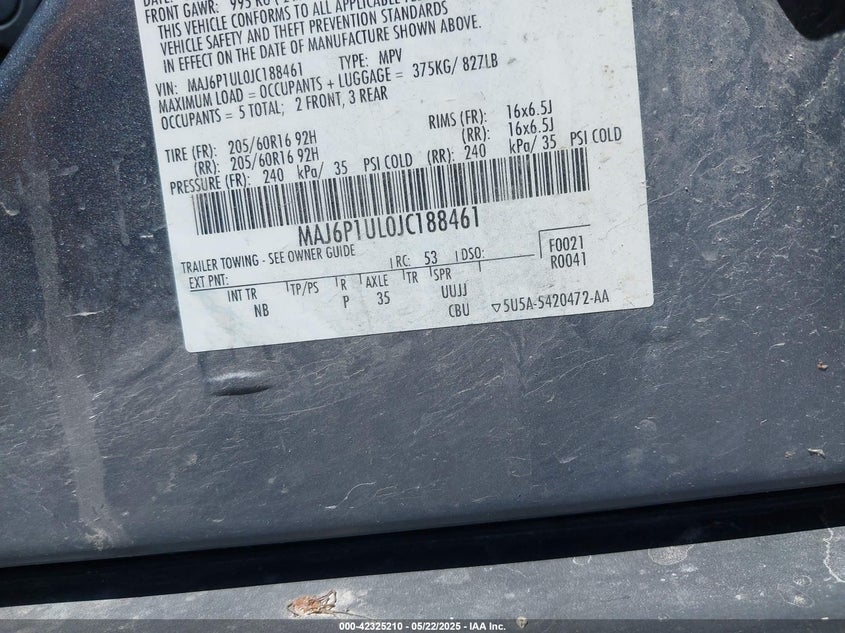 FRONT GAWR: 995 KG
THIS VEHICLE CONFORMS TO ALL APPLICABLE
VEHICLE SAFETY AND THEFT PREVENTION STANDARDS
IN EFFECT ON THE DATE OF MANUFACTURE SHOWN ABOVE.
VIN: MAJ6P1UL0JC188461 TYPE: MPV
MAXIMUM LOAD = OCCUPANTS + LUGGAGE = 375KG/ 827LB
OCCUPANTS = 5 TOTAL; 2 FRONT, 3 REAR
TIRE (FR): 205/60R16 92H RIMS (FR): 16x6.5J
(RR): 205/60R16 92H (RR): 16x6.5J
PRESSURE (FR): 240 kPa/ 35 PSI COLD (RR): 240 kPa/ 35 PSI COLD
MAJ6P1UL0JC188461
TRAILER TOWING - SEE OWNER GUIDE
EXT PNT: RC: 53 DSO: F0021
R0041
INT TR TP/PS R AXLE TR SPR
NB P 35 UUJJ
CBU 5U5A-5420472-AA
000-42325210 - 05/22/2025 - IAA Inc.